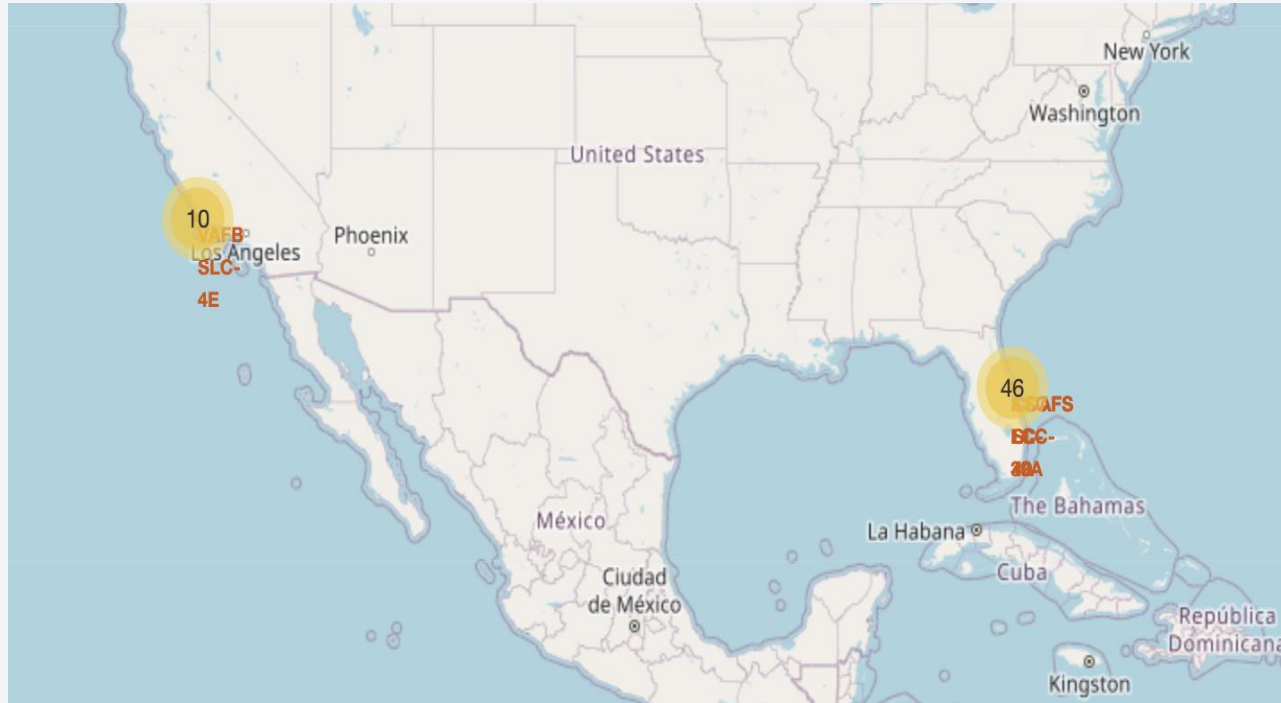 New York
Washington
United States
10
VAFB
Phoenix
Los Angeles
SLC-
4E
46
México
The Bahamas
La Habana
Cuba
Ciudad
de México
República
Dominicana
Kingston